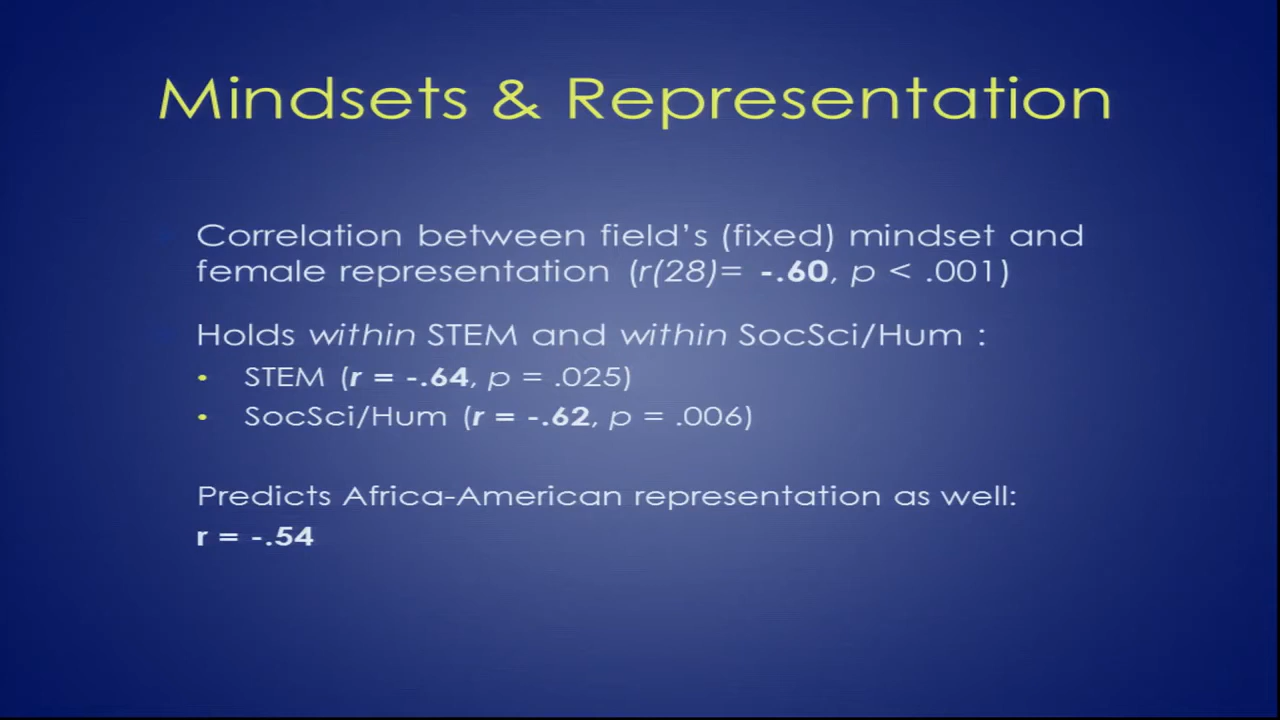 Mindsets & Representation
Correlation between field's (fixed) mindset and
female representation (r(28)= -.60, p < .001)
Holds within STEM and within SocSci/Hum :
• STEM (r = -.64, p = .025)
• SocSci/Hum (r = -.62, p = .006)
Predicts Africa-American representation as well:
r = -.54